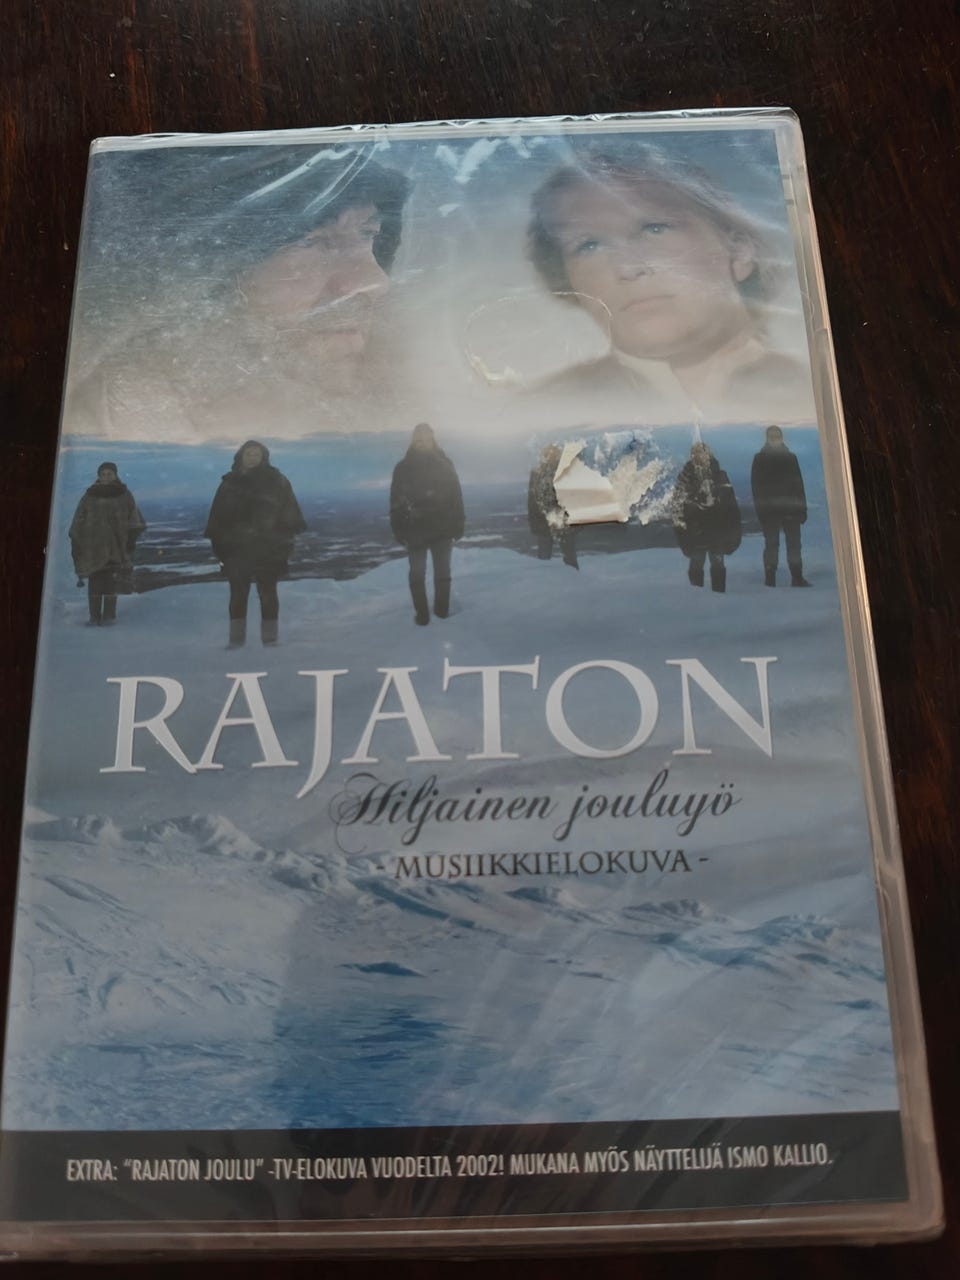 RAJATON
Hiljainen jouluyö
- MUSIIKKIELOKUVA -
EXTRA: "RAJATON JOULU" -TV-ELOKUVA VUODELTA 2002! MUKANA MYÖS NÄYTTELIJÄ ISMO KALLIO.